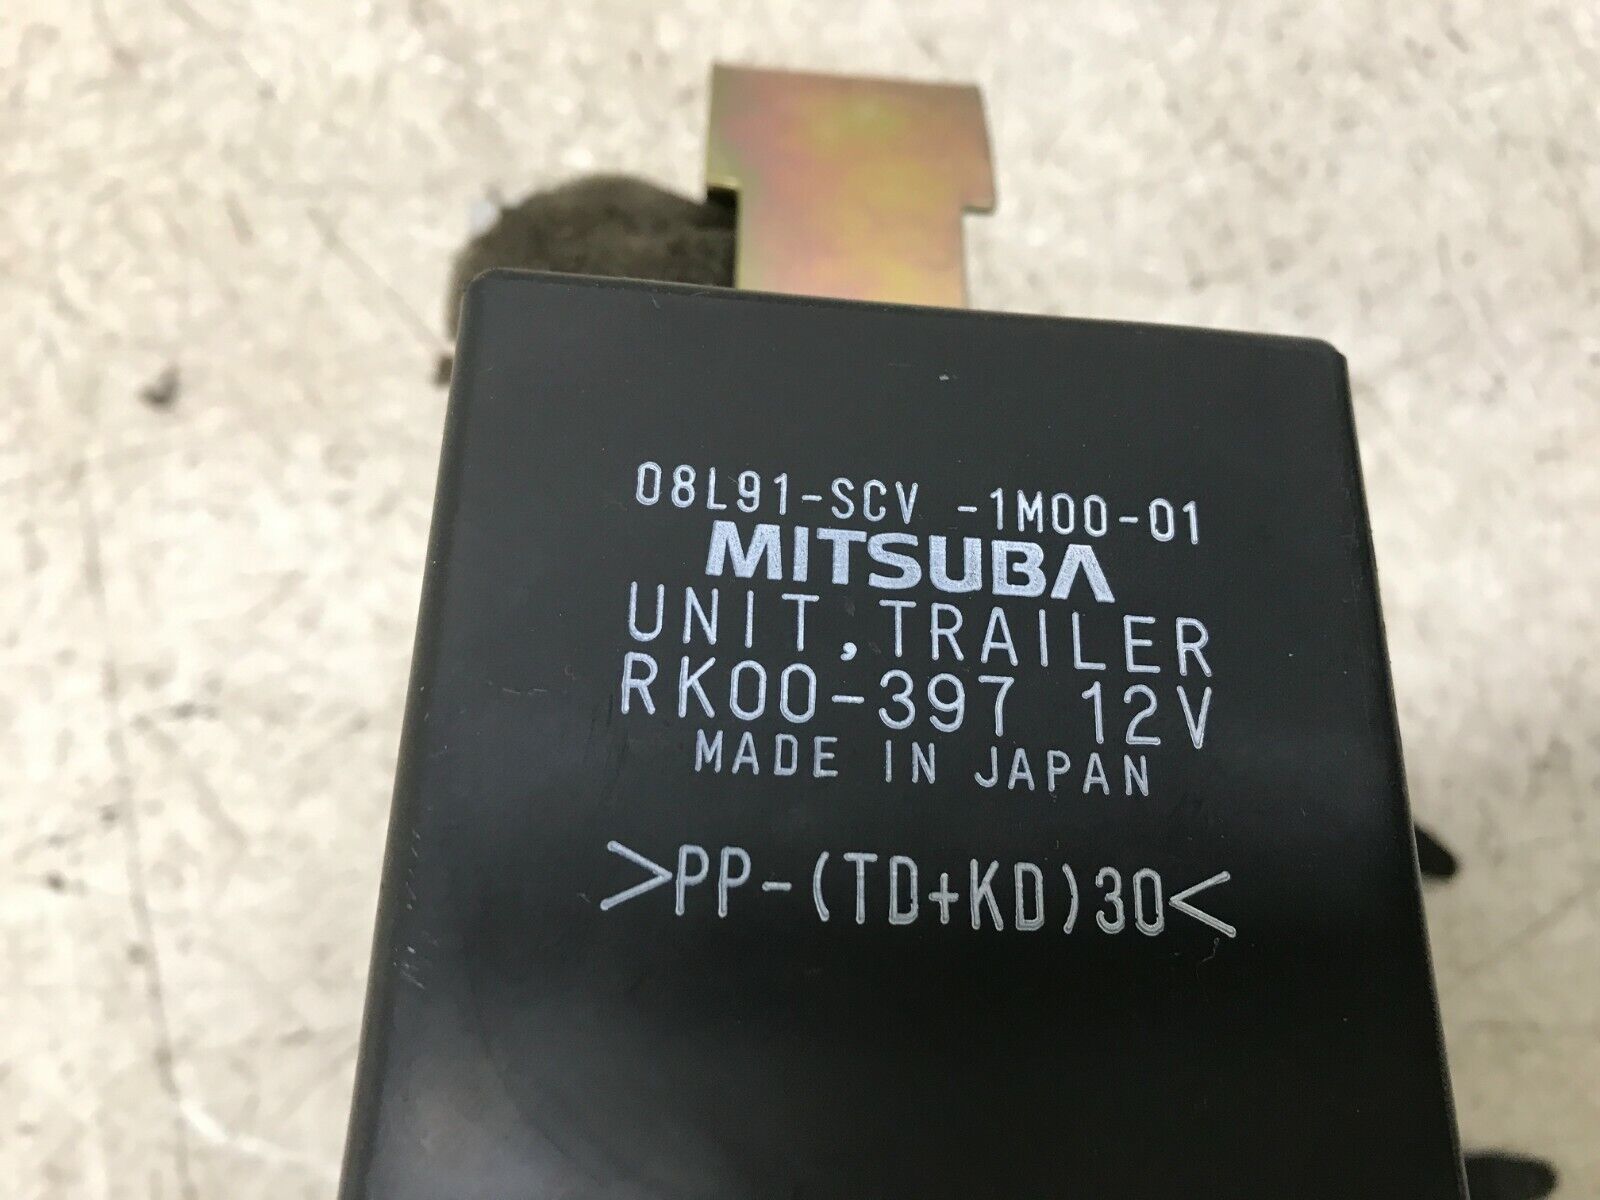 08L91-SCV -1M00-01
MITSUBA
UNIT,TRAILER
RK00-397 12V
MADE IN JAPAN
>PP-(TD+KD)30<